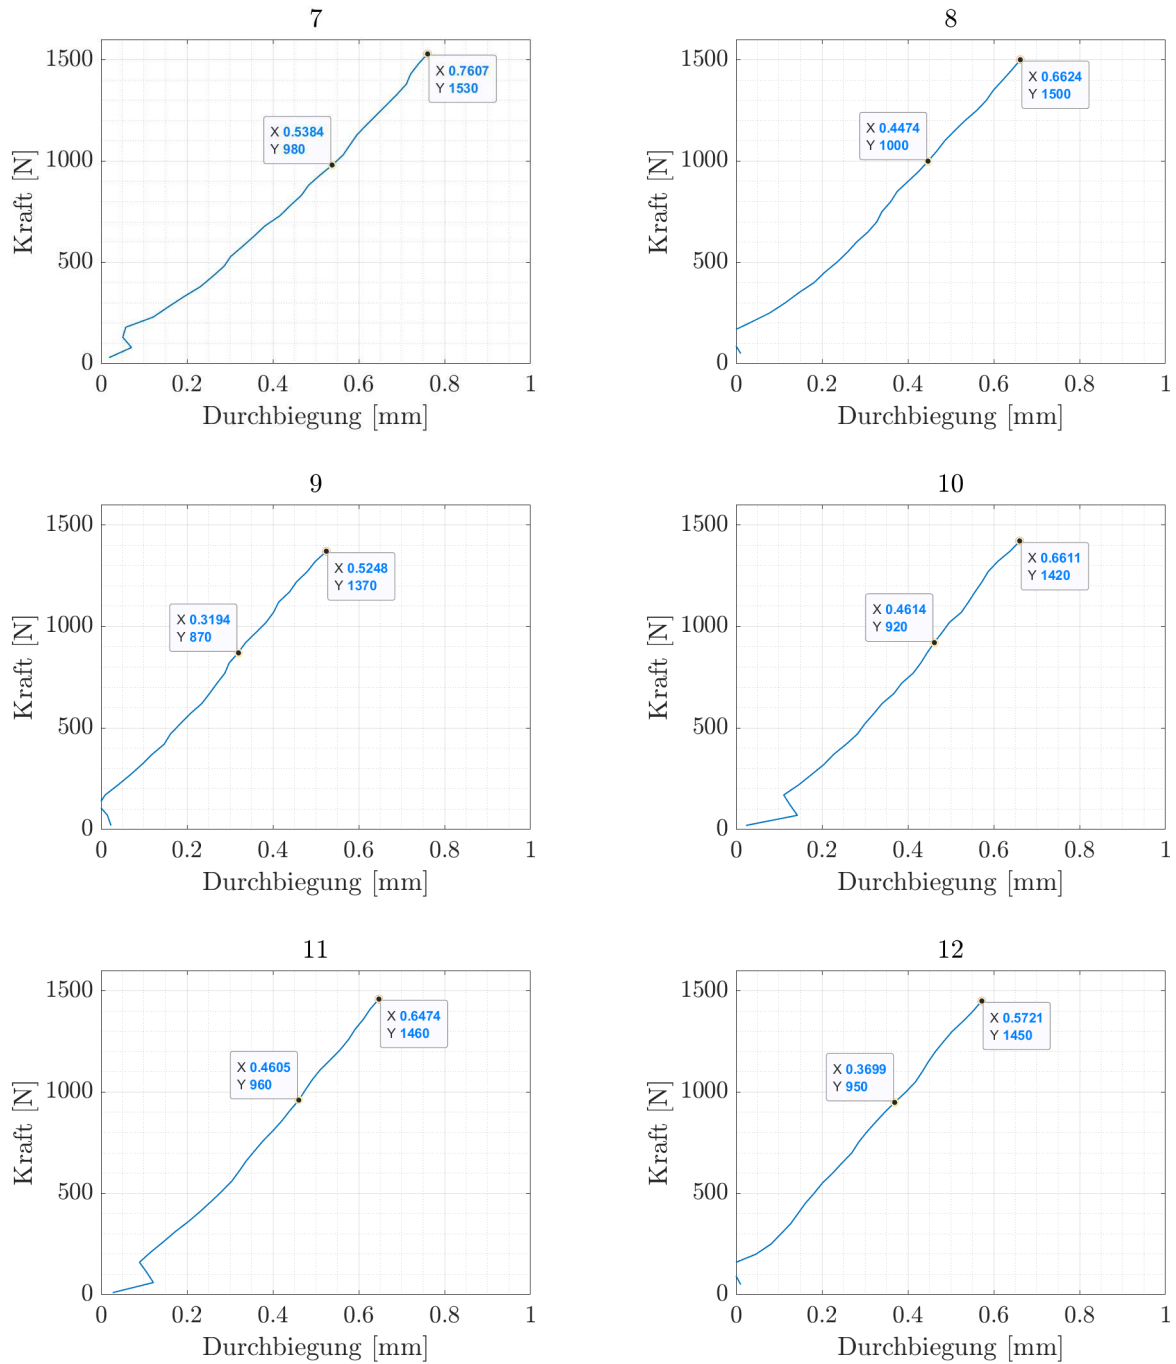 7
1500
1000
500
0
Kraft [N]
X 0.7607
Y 1530
X 0.5384
Y 980
0 0.2 0.4 0.6 0.8 1
Durchbiegung [mm]
8
1500
1000
500
0
Kraft [N]
X 0.6624
Y 1500
X 0.4474
Y 1000
0 0.2 0.4 0.6 0.8 1
Durchbiegung [mm]
9
1500
1000
500
0
Kraft [N]
X 0.5248
Y 1370
X 0.3194
Y 870
0 0.2 0.4 0.6 0.8 1
Durchbiegung [mm]
10
1500
1000
500
0
Kraft [N]
X 0.6611
Y 1420
X 0.4614
Y 920
0 0.2 0.4 0.6 0.8 1
Durchbiegung [mm]
11
1500
1000
500
0
Kraft [N]
X 0.6474
Y 1460
X 0.4605
Y 960
0 0.2 0.4 0.6 0.8 1
Durchbiegung [mm]
12
1500
1000
500
0
Kraft [N]
X 0.5721
Y 1450
X 0.3699
Y 950
0 0.2 0.4 0.6 0.8 1
Durchbiegung [mm]